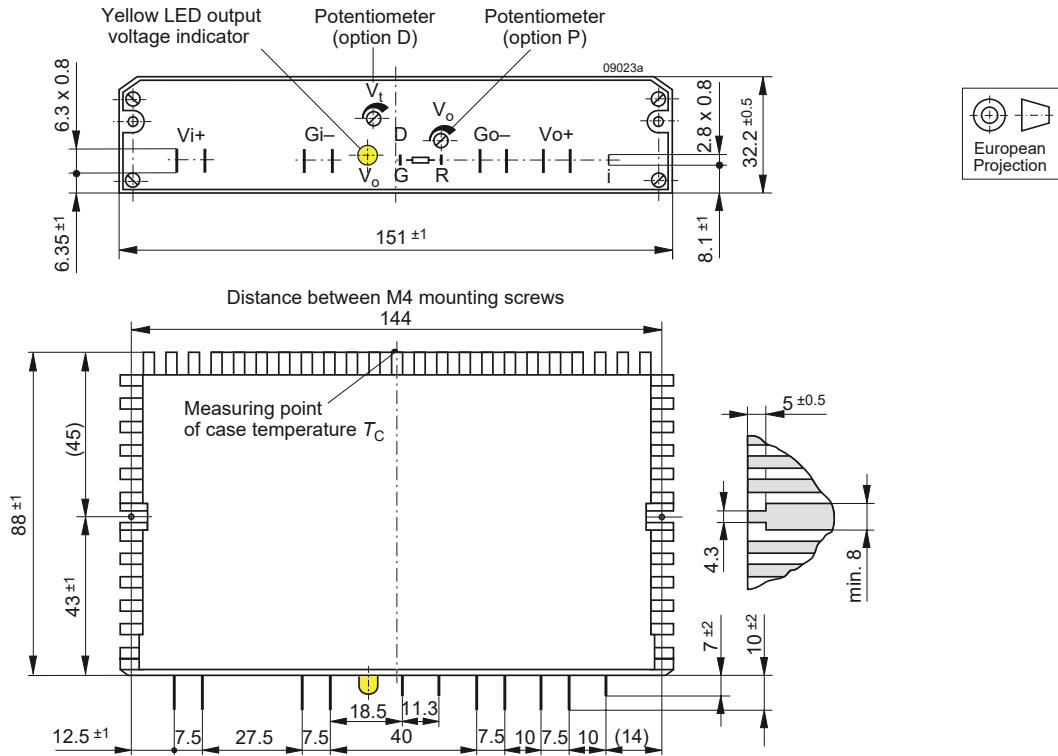 Yellow LED output
voltage indicator
Potentiometer
(option D)
Potentiometer
(option P)
09023a
6.3 x 0.8
6.35 ±1
Vt
Vo
Vi+
Gi–
D
Go–
Vo+
Vo
G
R
i
2.8 x 0.8
32.2 ±0.5
8.1 ±1
151 ±1
European
Projection
Distance between M4 mounting screws
144
Measuring point
of case temperature TC
88 ±1
(45)
43 ±1
5 ±0.5
4.3
min. 8
7 ±2
10 ±2
18.5
11.3
12.5 ±1
7.5
27.5
7.5
40
7.5
10
7.5
10
(14)